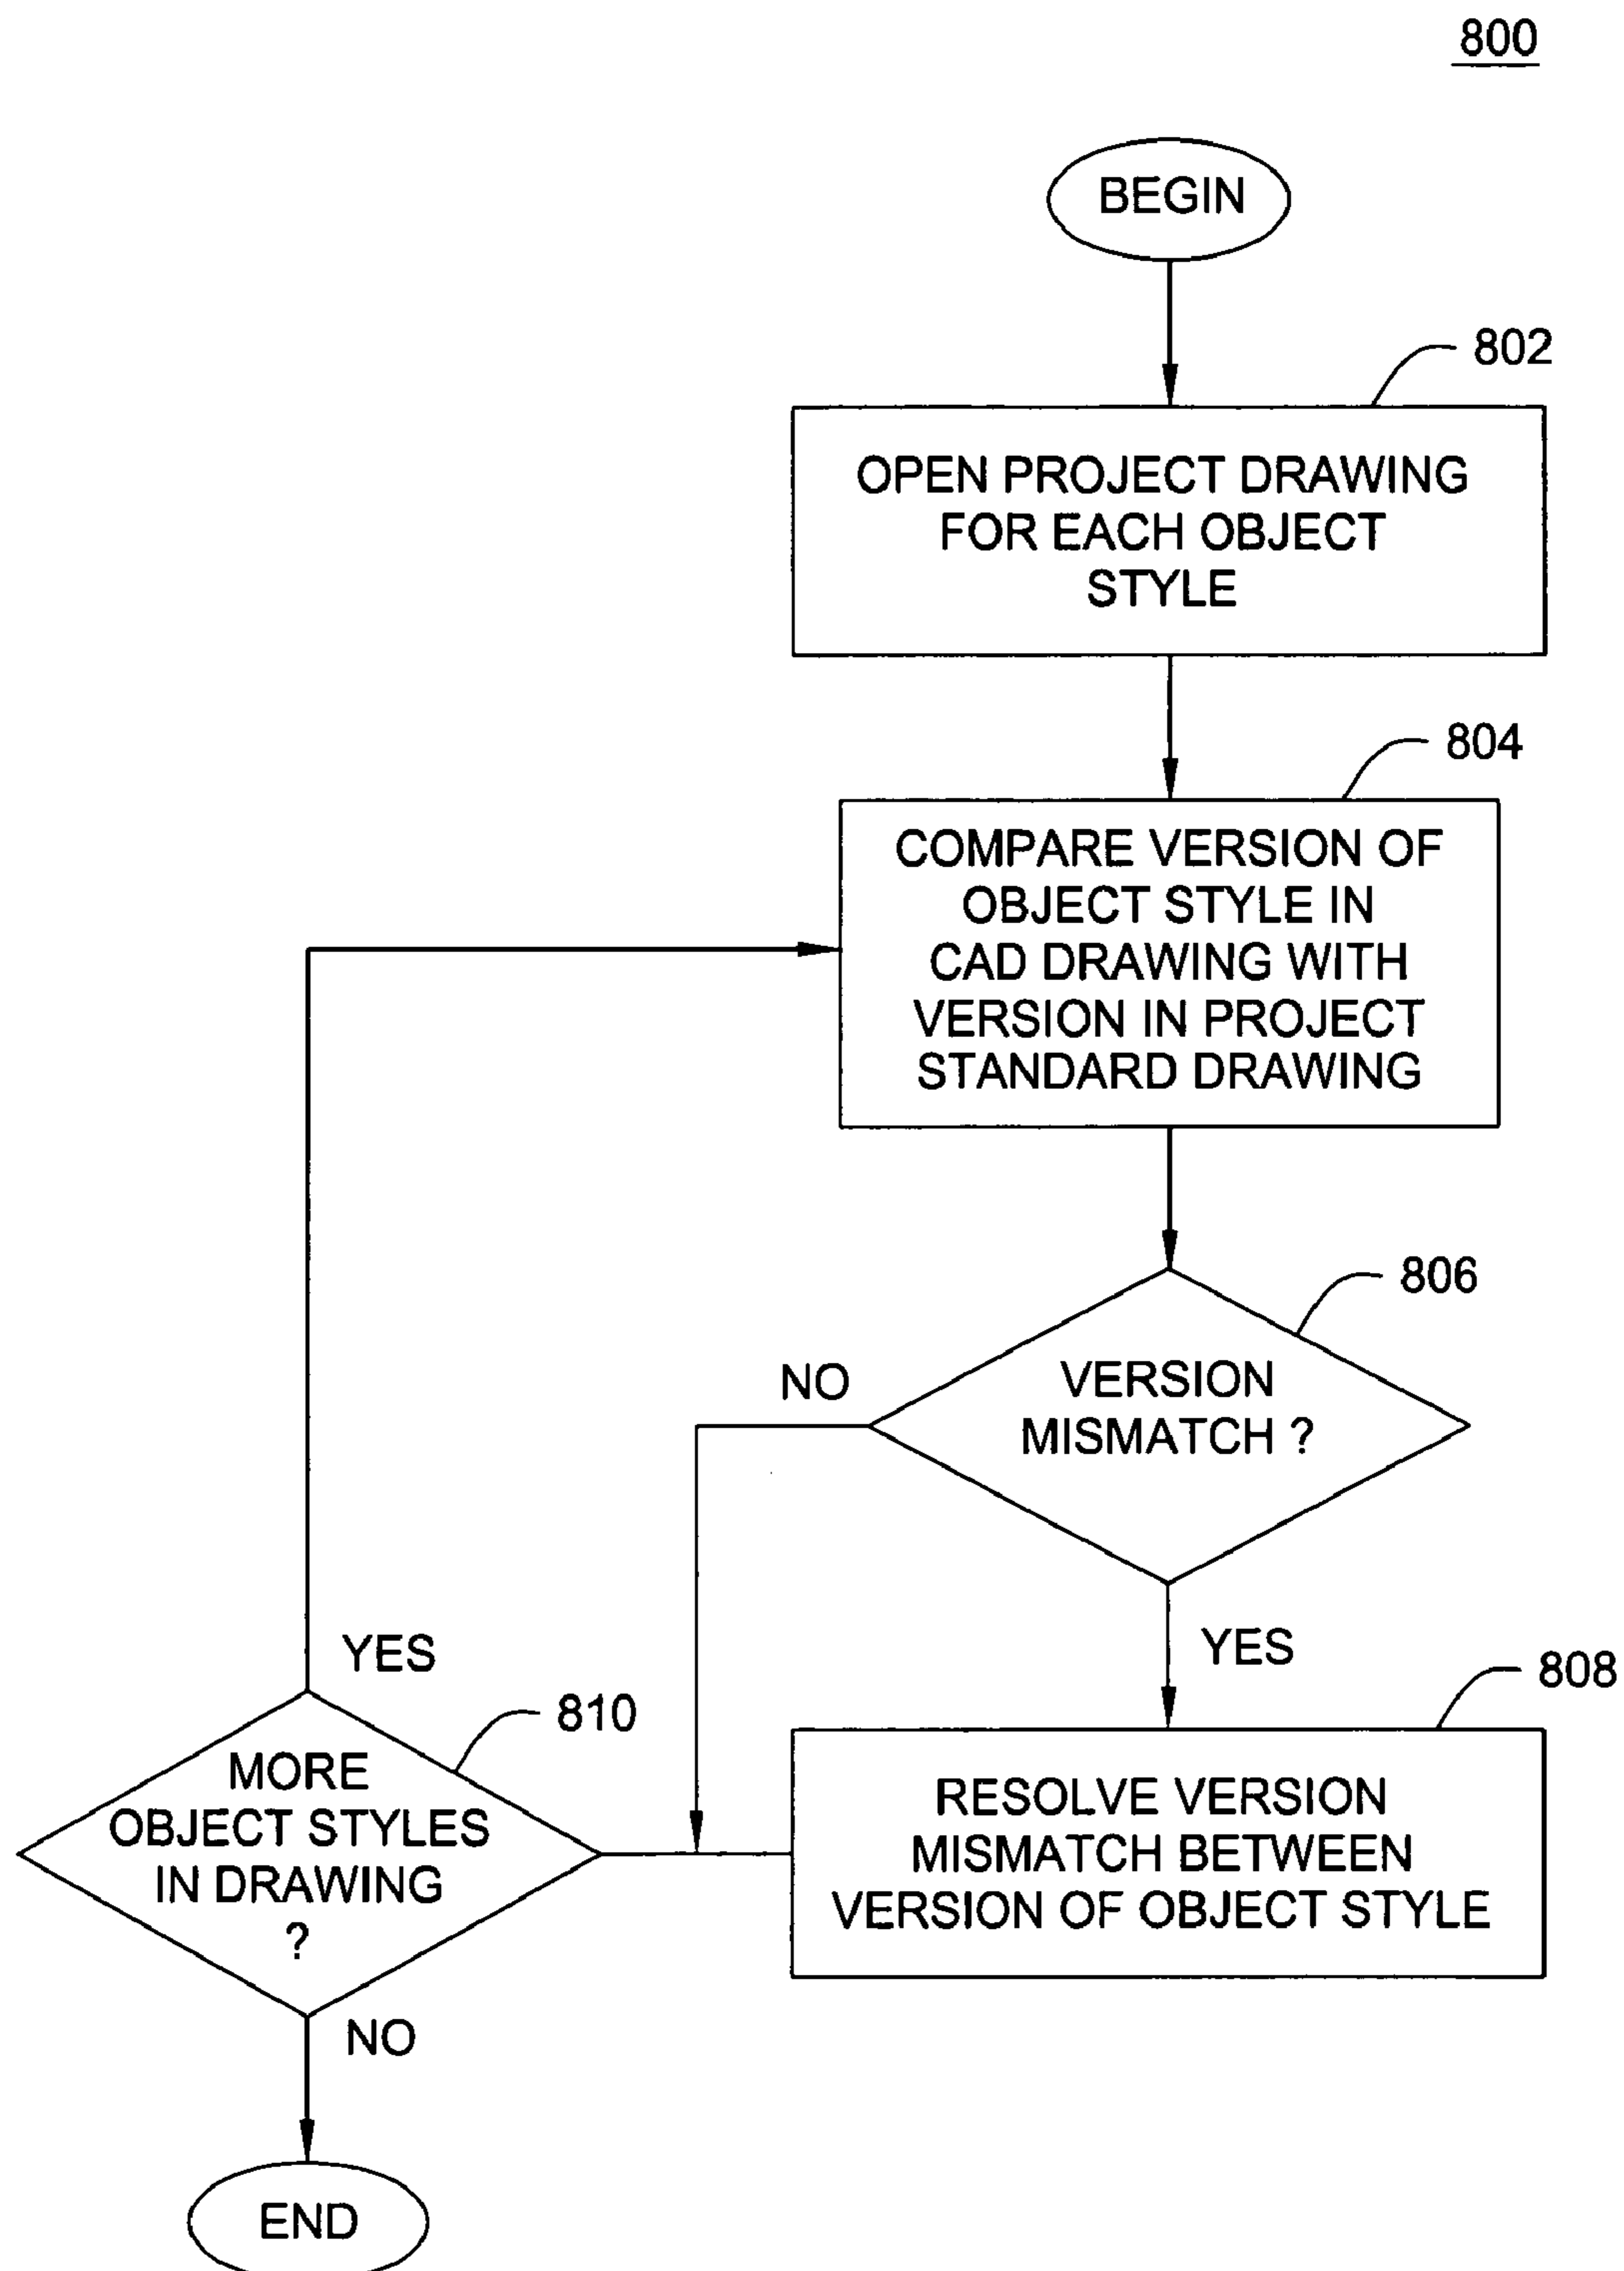 800
BEGIN
802
OPEN PROJECT DRAWING
FOR EACH OBJECT
STYLE
804
COMPARE VERSION OF
OBJECT STYLE IN
CAD DRAWING WITH
VERSION IN PROJECT
STANDARD DRAWING
806
VERSION
MISMATCH ?
NO
YES
808
RESOLVE VERSION
MISMATCH BETWEEN
VERSION OF OBJECT STYLE
810
MORE
OBJECT STYLES
IN DRAWING
?
YES
NO
END